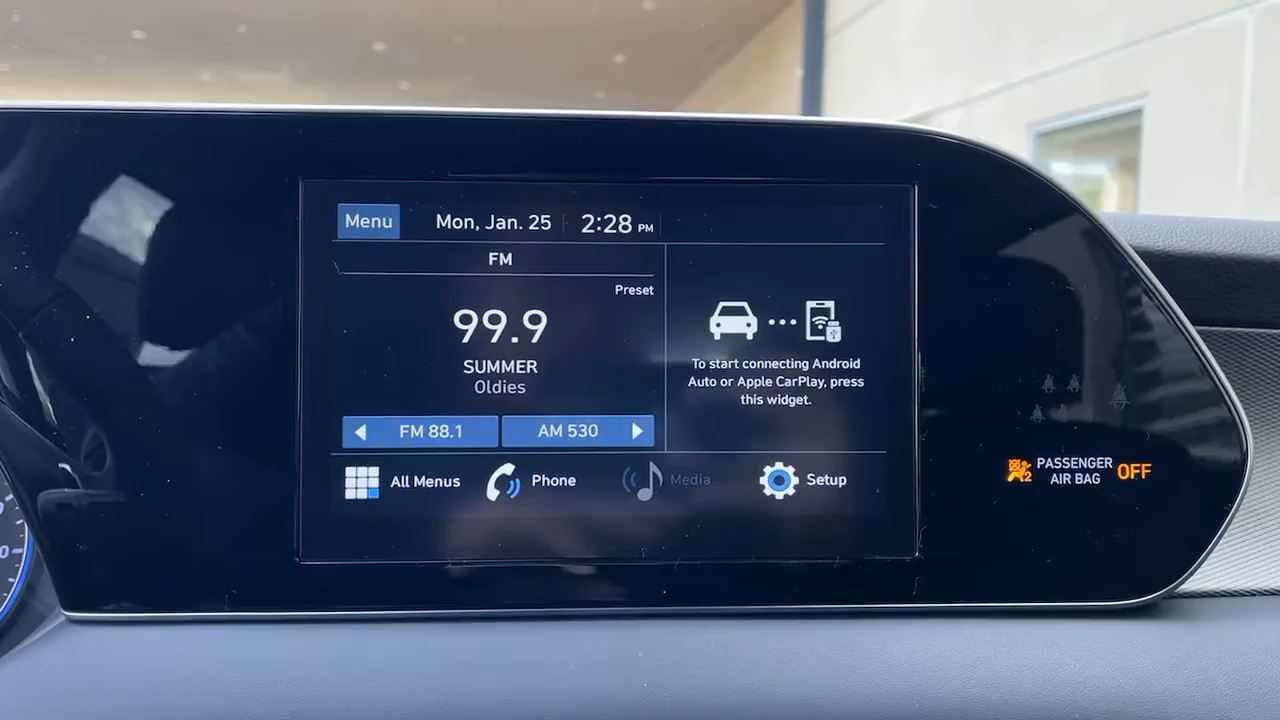 Menu Mon, Jan. 25 2:28 PM
FM
Preset
99.9
SUMMER
Oldies
FM 88.1 AM 530
To start connecting Android
Auto or Apple CarPlay, press
this widget.
All Menus Phone Media Setup
PASSENGER
AIR BAG OFF
2